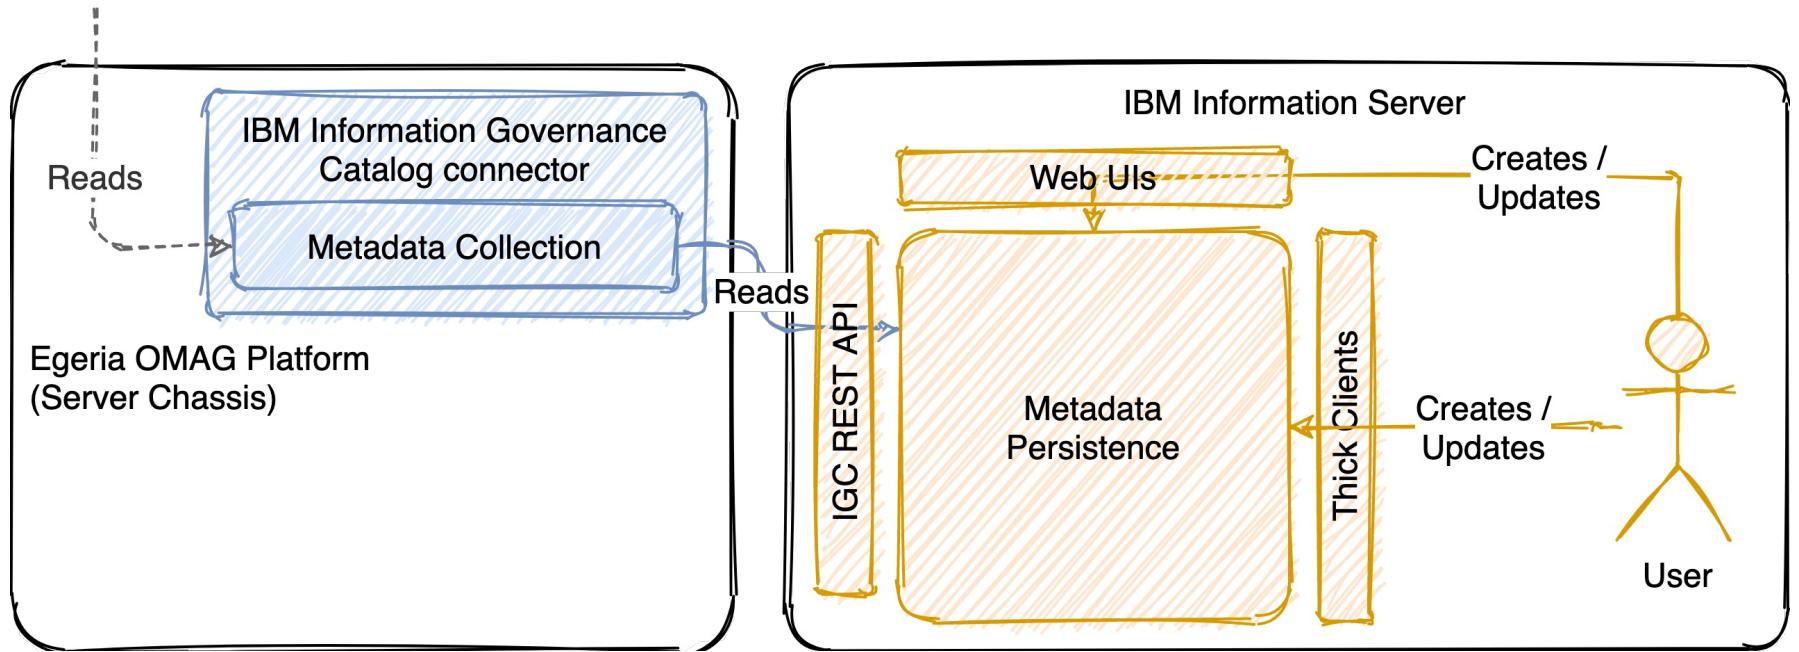 IBM Information Governance
Catalog connector
Reads
Metadata Collection
Egeria OMAG Platform
(Server Chassis)
Reads
IBM Information Server
Web UIs
Creates /
Updates
IGC REST API
Metadata
Persistence
Thick Clients
Creates /
Updates
User